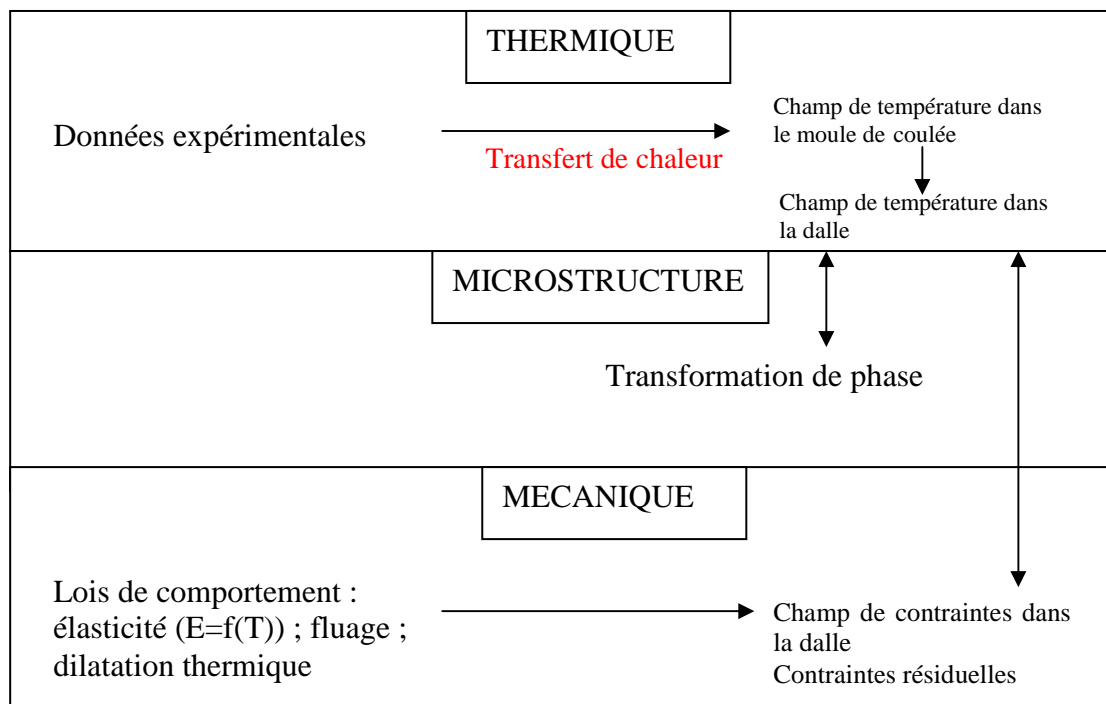 THERMIQUE
Données expérimentales
Transfert de chaleur
Champ de température dans
le moule de coulée
Champ de température dans
la dalle
MICROSTRUCTURE
Transformation de phase
MECANIQUE
Lois de comportement :
élasticité (E=f(T)) ; fluage ;
dilatation thermique
Champ de contraintes dans
la dalle
Contraintes résiduelles